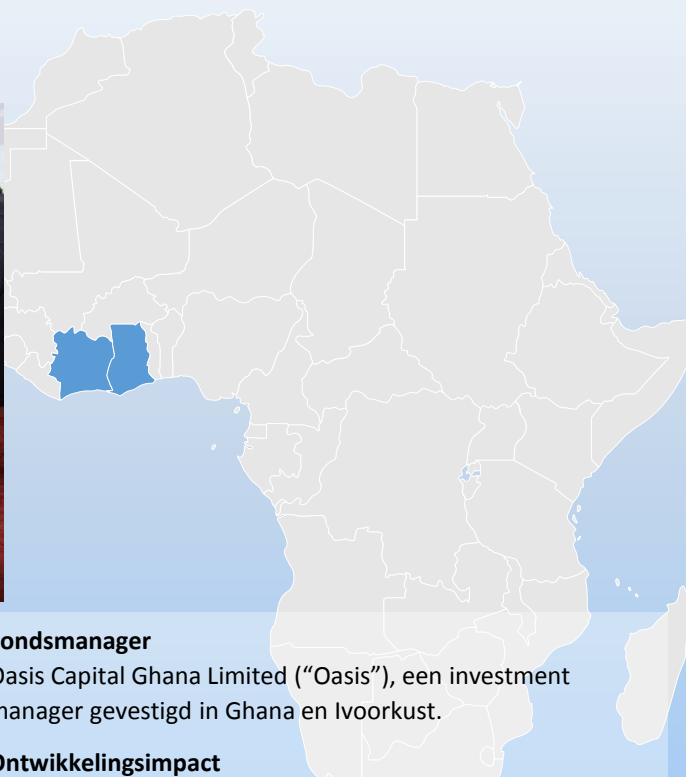 ondsmanager
Oasis Capital Ghana Limited (“Oasis”), een investment
manager gevestigd in Ghana en Ivoorkust.
Ontwikkelingsimpact